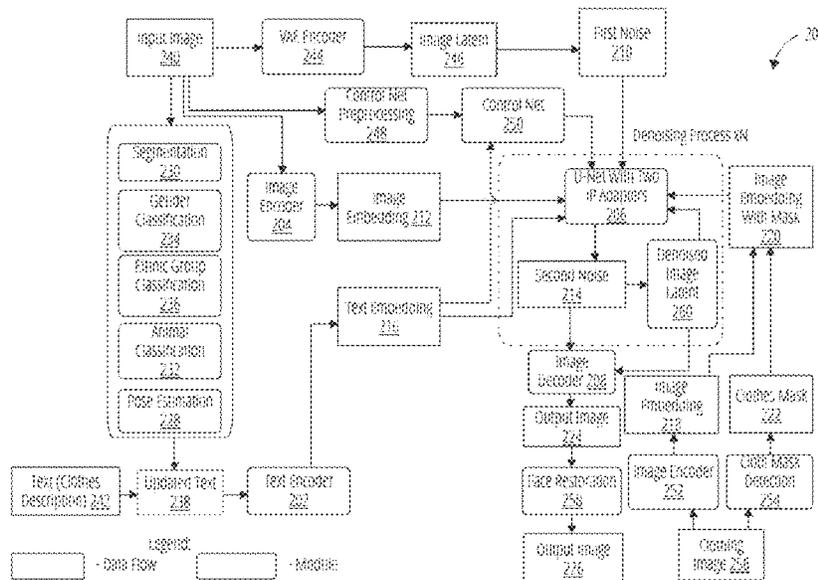 20
Input Image
240
VAE Encoder
244
Image Latent
246
First Noise
210
Control Net
Preprocessing
248
Control Net
250
Denoising Process xN
Segmentation
230
Gender
Classification
234
Ethnic Group
Classification
236
Animal
Classification
232
Pose Estimation
228
Image
Encoder
204
Image
Embedding 212
U-Net With Two
IP Adapters
206
Image
Embedding
With Mask
220
Second Noise
214
Denoised
Image
Latent
260
Text Embedding
216
Image
Decoder 208
Image
Embedding
218
Clothes Mask
222
Output Image
224
Text (Clothes
Description) 242
Updated Text
238
Text Encoder
202
Face Restoration
258
Image Encoder
252
Cloth Mask
Detection
254
Legend:
- Data Flow
- Module
Output Image
226
Clothing
Image 256